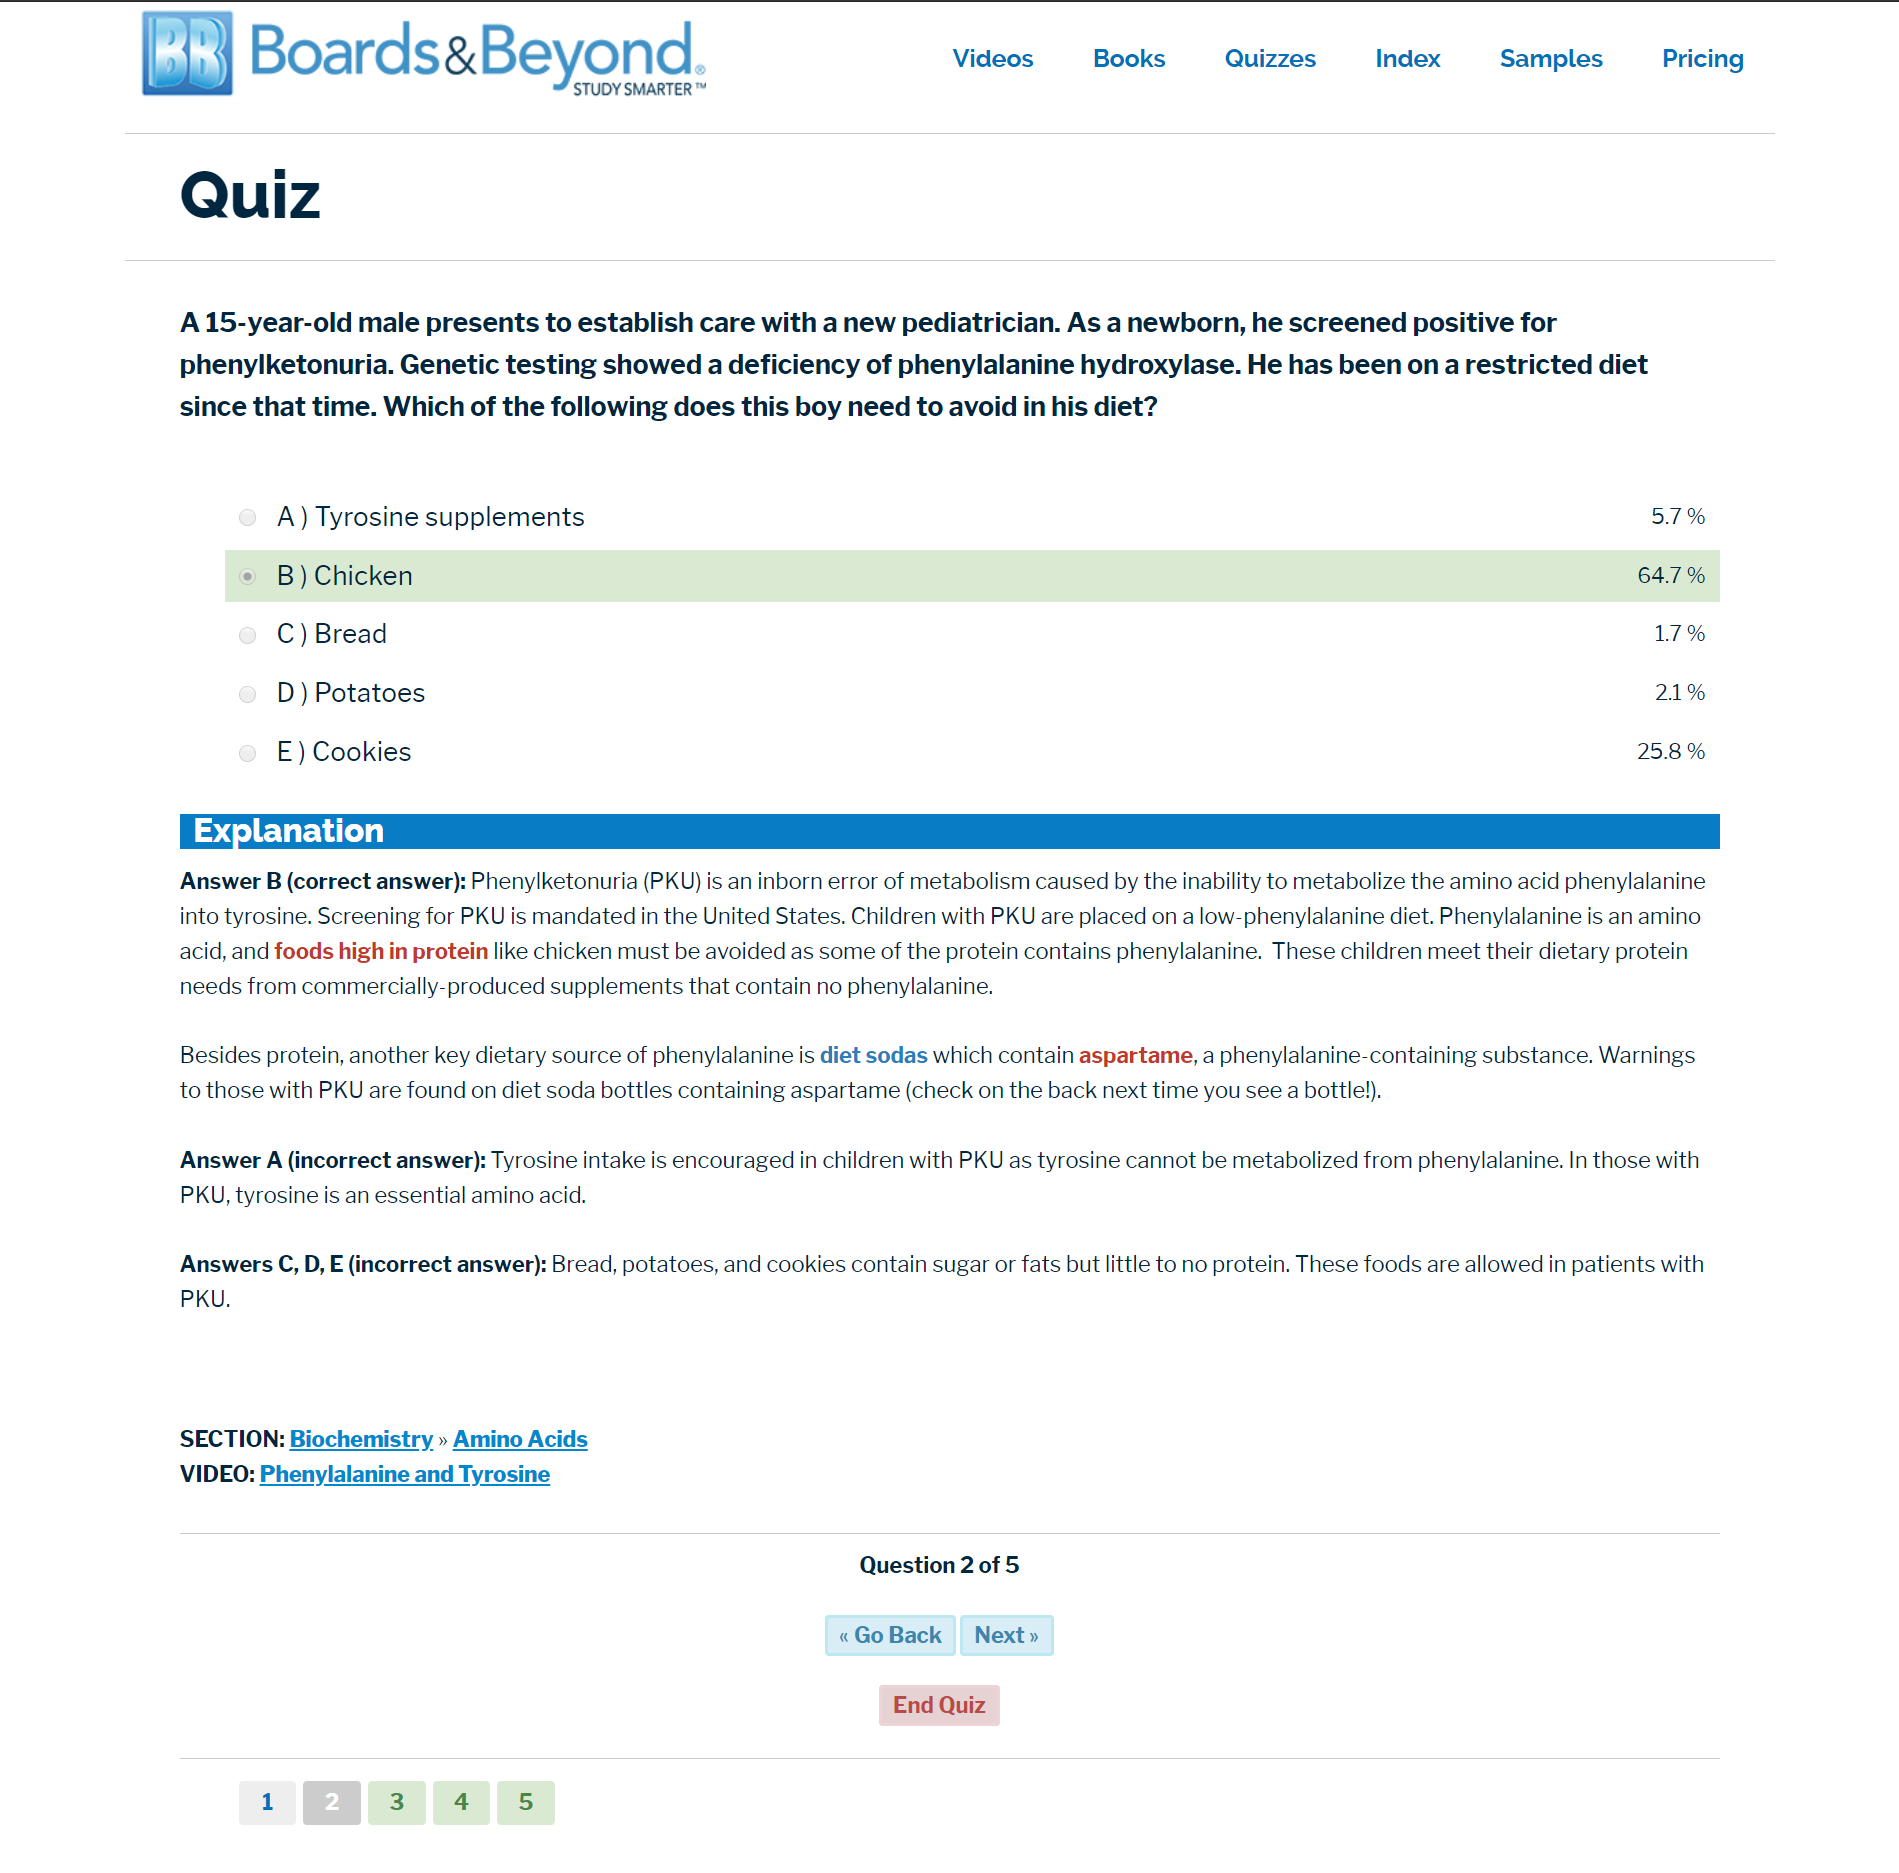 BB Boards&Beyond®
STUDY SMARTER™
Videos Books Quizzes Index Samples Pricing
Quiz
A 15-year-old male presents to establish care with a new pediatrician. As a newborn, he screened positive for
phenylketonuria. Genetic testing showed a deficiency of phenylalanine hydroxylase. He has been on a restricted diet
since that time. Which of the following does this boy need to avoid in his diet?
A ) Tyrosine supplements 5.7 %
B ) Chicken 64.7 %
C ) Bread 1.7 %
D ) Potatoes 2.1 %
E ) Cookies 25.8 %
Explanation
Answer B (correct answer): Phenylketonuria (PKU) is an inborn error of metabolism caused by the inability to metabolize the amino acid phenylalanine
into tyrosine. Screening for PKU is mandated in the United States. Children with PKU are placed on a low-phenylalanine diet. Phenylalanine is an amino
acid, and foods high in protein like chicken must be avoided as some of the protein contains phenylalanine. These children meet their dietary protein
needs from commercially-produced supplements that contain no phenylalanine.
Besides protein, another key dietary source of phenylalanine is diet sodas which contain aspartame, a phenylalanine-containing substance. Warnings
to those with PKU are found on diet soda bottles containing aspartame (check on the back next time you see a bottle!).
Answer A (incorrect answer): Tyrosine intake is encouraged in children with PKU as tyrosine cannot be metabolized from phenylalanine. In those with
PKU, tyrosine is an essential amino acid.
Answers C, D, E (incorrect answer): Bread, potatoes, and cookies contain sugar or fats but little to no protein. These foods are allowed in patients with
PKU.
SECTION: Biochemistry » Amino Acids
VIDEO: Phenylalanine and Tyrosine
Question 2 of 5
« Go Back Next »
End Quiz
1 2 3 4 5